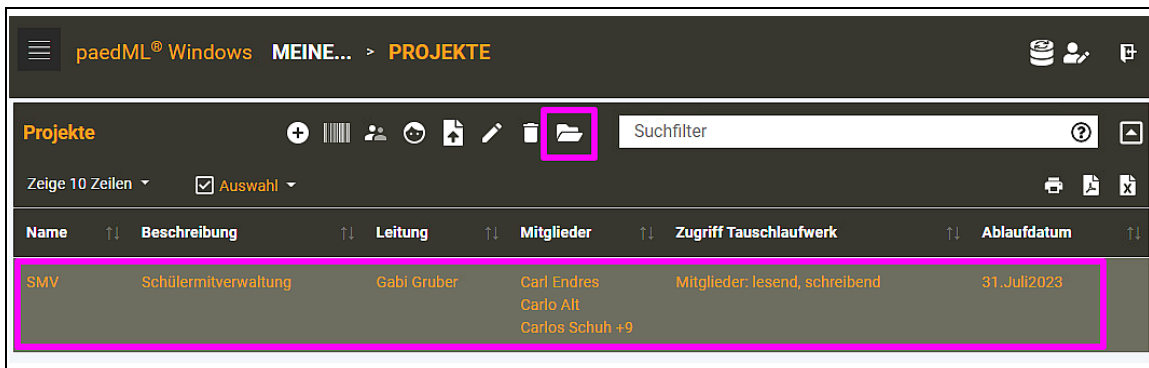 paedML® Windows MEINE... > PROJEKTE
Projekte Suchfilter
Zeige 10 Zeilen Auswahl
Name Beschreibung Leitung Mitglieder Zugriff Tauschlaufwerk Ablaufdatum
SMV Schülermitverwaltung Gabi Gruber Carl Endres Mitglieder: lesend, schreibend 31.Juli2023
Carlo Alt
Carlos Schuh +9